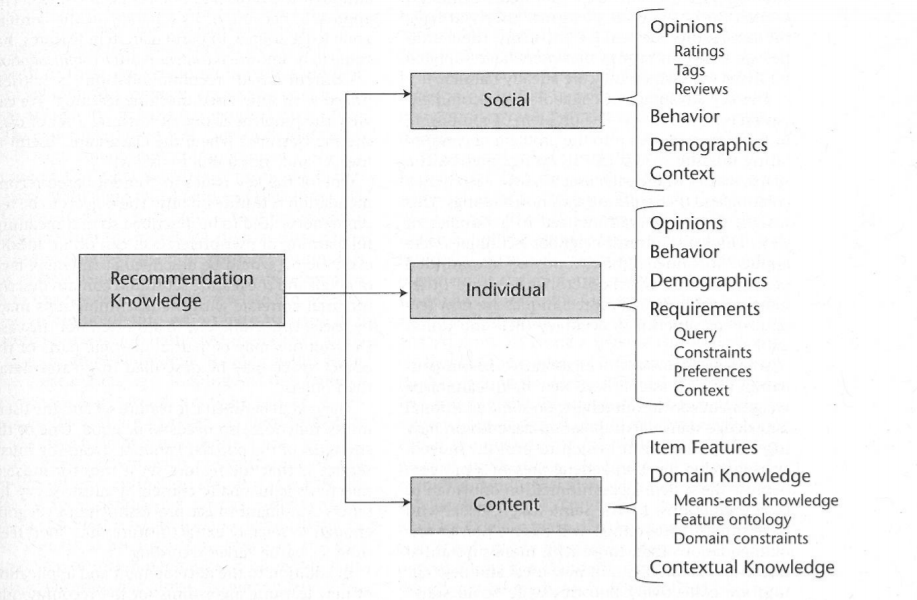 Recommendation
Knowledge
Social
Opinions
Ratings
Tags
Reviews
Behavior
Demographics
Context
Individual
Opinions
Behavior
Demographics
Requirements
Query
Constraints
Preferences
Context
Content
Item Features
Domain Knowledge
Means-ends knowledge
Feature ontology
Domain constraints
Contextual Knowledge